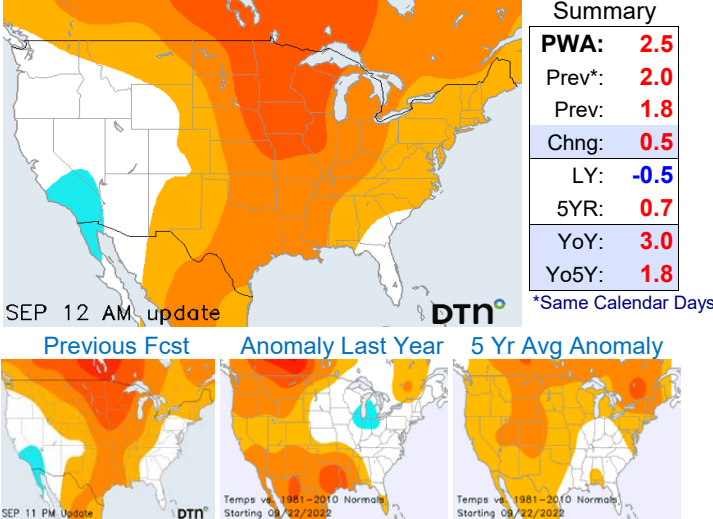 Summary
PWA: 2.5
Prev*: 2.0
Prev: 1.8
Chng: 0.5
LY: -0.5
5YR: 0.7
YoY: 3.0
Yo5Y: 1.8
*Same Calendar Days
SEP 12 AM update
DTN
Previous Fcst
Anomaly Last Year
5 Yr Avg Anomaly
SEP 11 PM Update
DTN
Temps vs. 1981-2010 Normals
Starting 09/22/2022
Temps vs. 1981-2010 Normals
Starting 09/22/2022